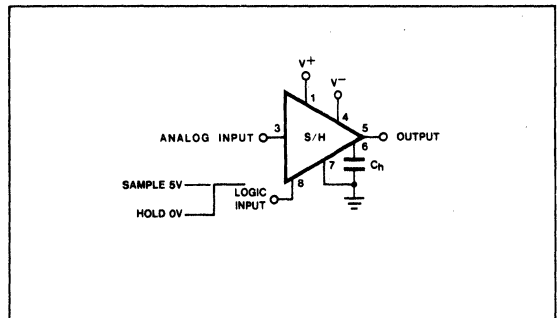 V+
V−
1
4
ANALOG INPUT 3 S/H 5 OUTPUT
6
7
Ch
8
SAMPLE 5V
LOGIC
INPUT
HOLD 0V